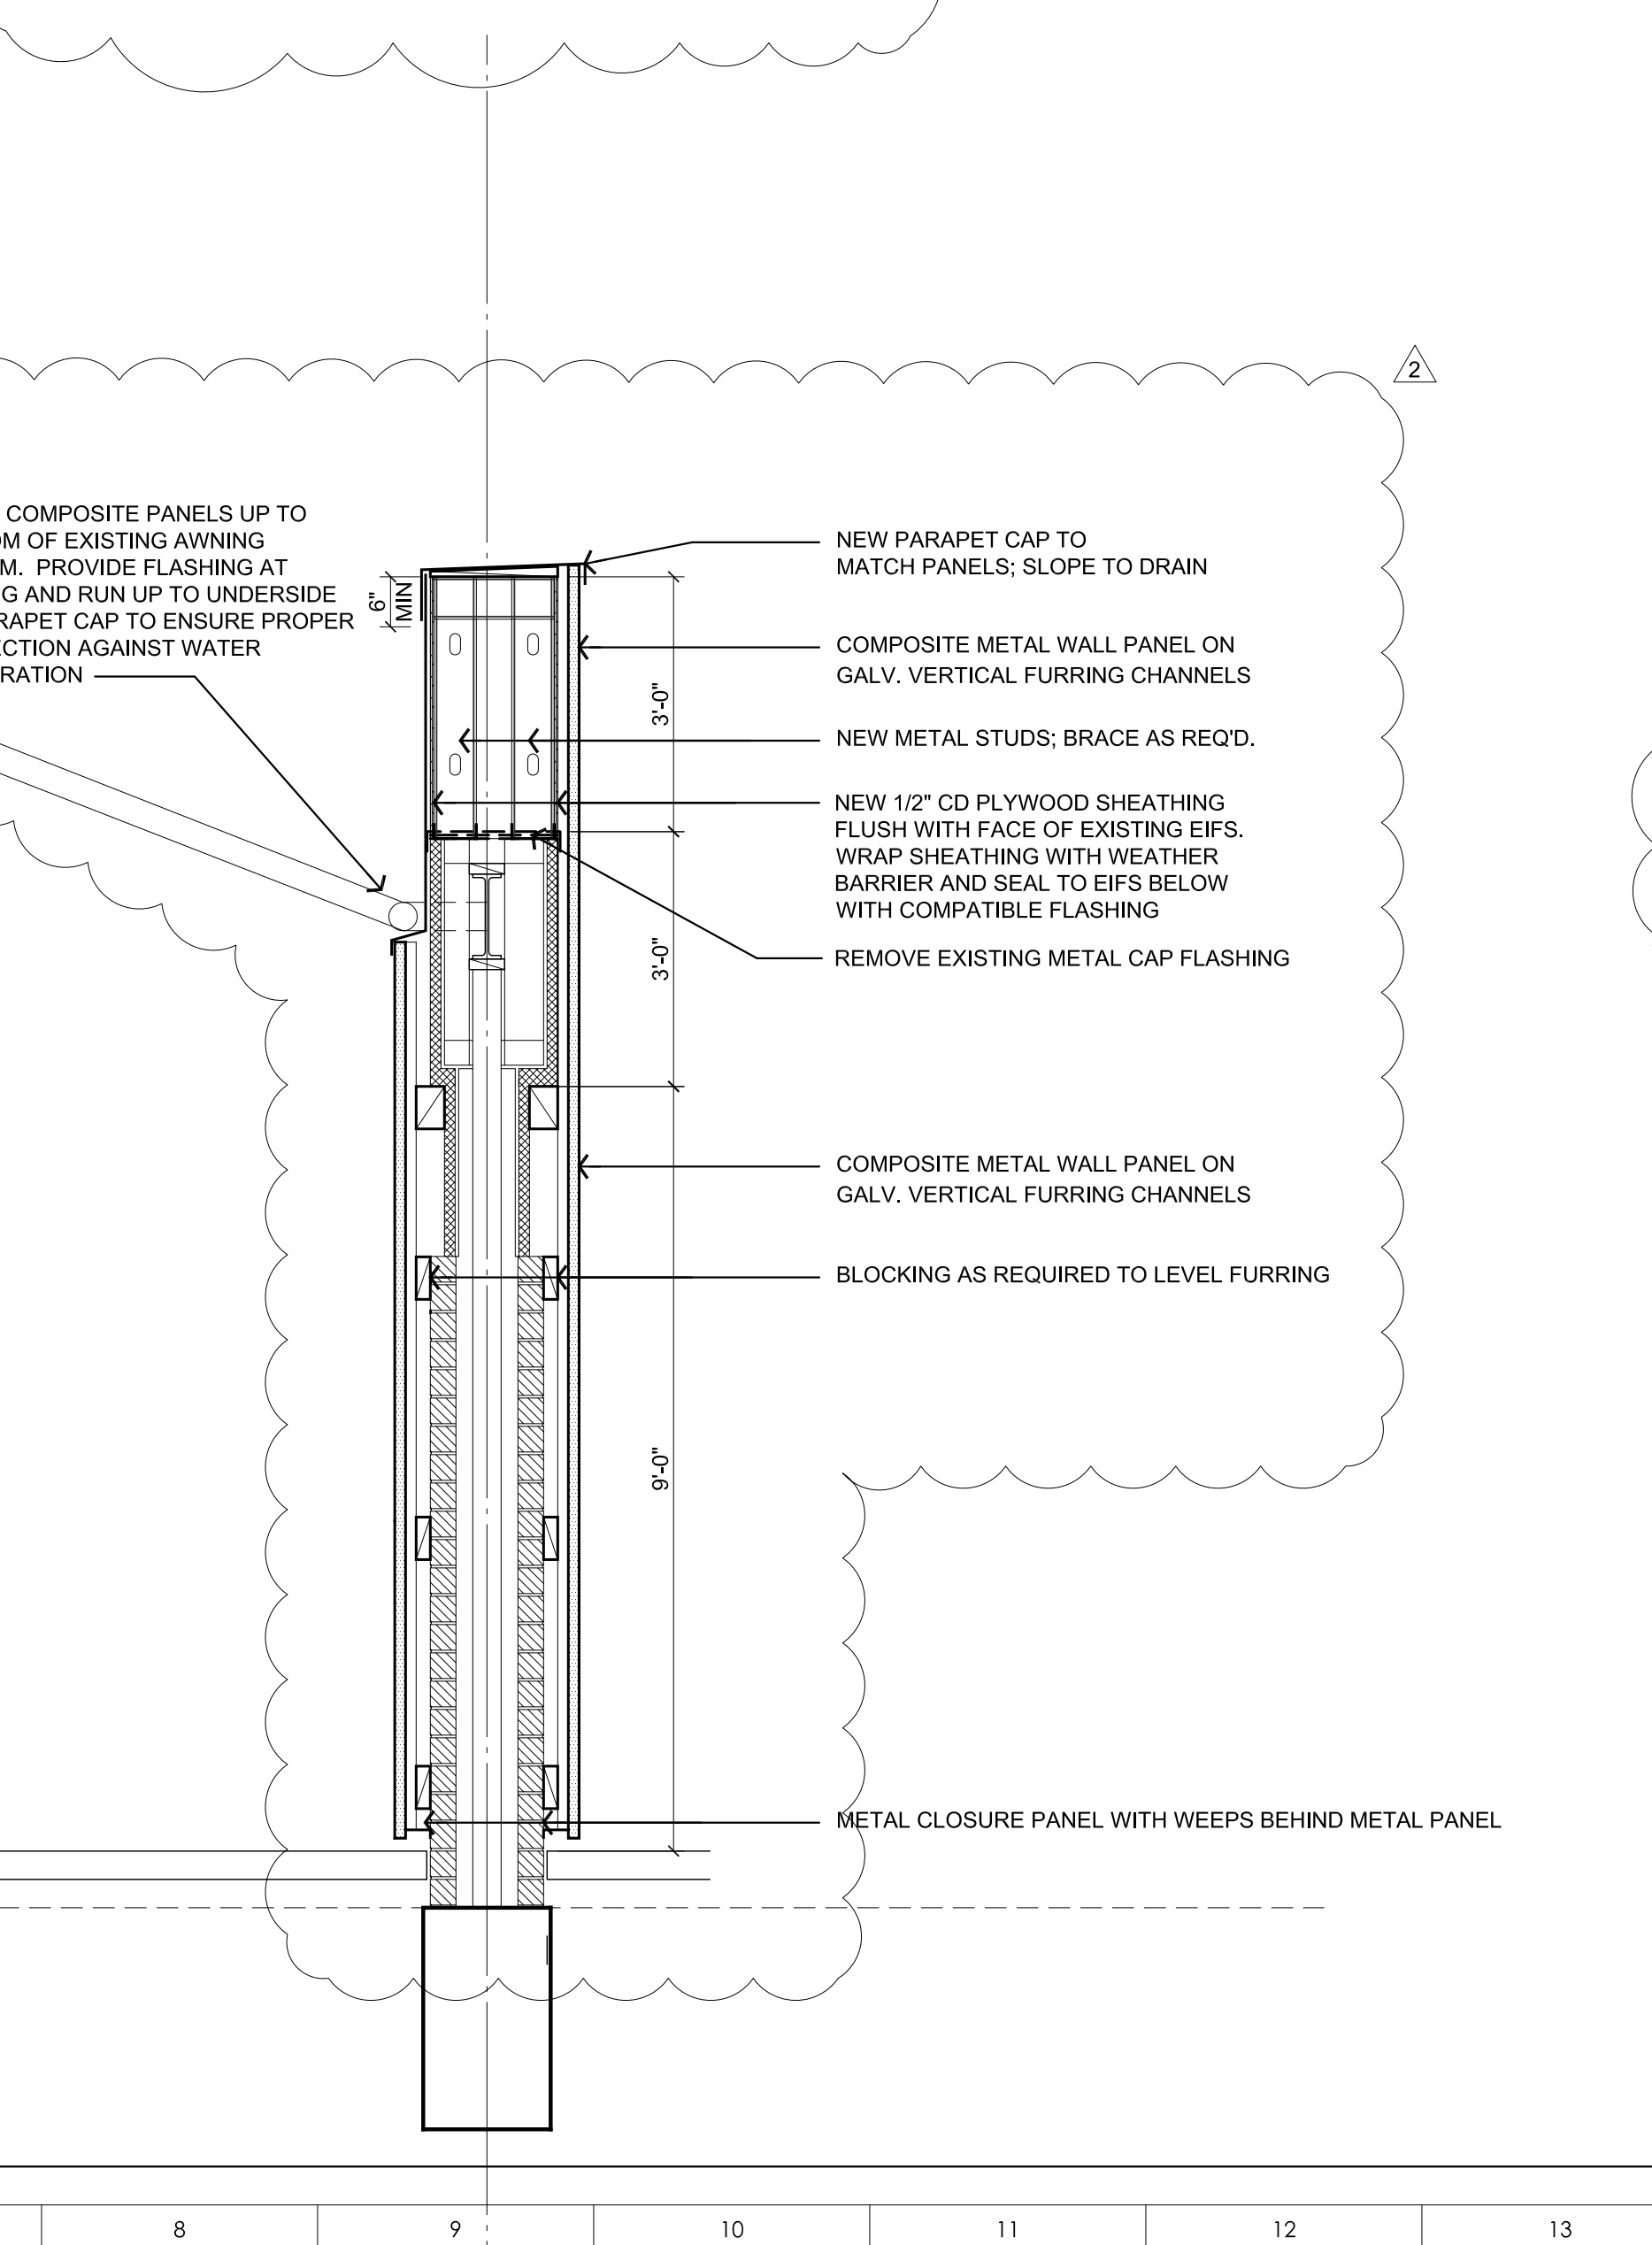 2
COMPOSITE PANELS UP TO
OM OF EXISTING AWNING
M. PROVIDE FLASHING AT
G AND RUN UP TO UNDERSIDE
RAPET CAP TO ENSURE PROPER
ECTION AGAINST WATER
RATION
6"
MIN
3'-0"
3'-0"
9'-0"
NEW PARAPET CAP TO
MATCH PANELS; SLOPE TO DRAIN
COMPOSITE METAL WALL PANEL ON
GALV. VERTICAL FURRING CHANNELS
NEW METAL STUDS; BRACE AS REQ'D.
NEW 1/2" CD PLYWOOD SHEATHING
FLUSH WITH FACE OF EXISTING EIFS.
WRAP SHEATHING WITH WEATHER
BARRIER AND SEAL TO EIFS BELOW
WITH COMPATIBLE FLASHING
REMOVE EXISTING METAL CAP FLASHING
COMPOSITE METAL WALL PANEL ON
GALV. VERTICAL FURRING CHANNELS
BLOCKING AS REQUIRED TO LEVEL FURRING
METAL CLOSURE PANEL WITH WEEPS BEHIND METAL PANEL
8 9 10 11 12 13